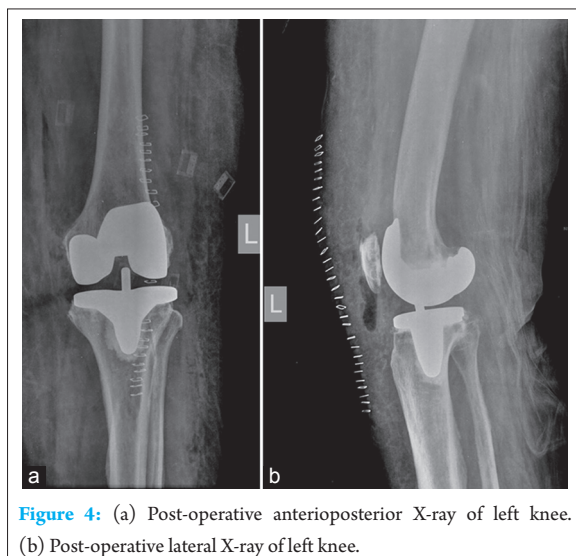 L
L
a
b
Figure 4: (a) Post-operative anterioposterior X-ray of left knee.
(b) Post-operative lateral X-ray of left knee.